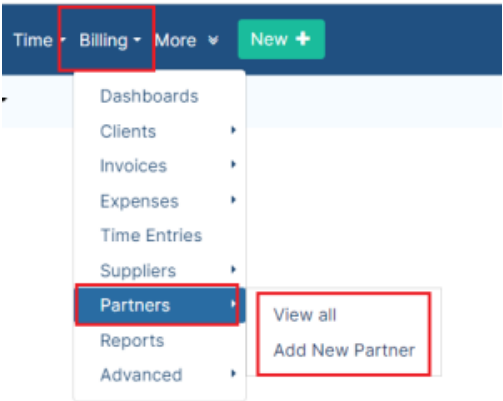 Time Billing More New +
Dashboards
Clients
Invoices
Expenses
Time Entries
Suppliers
Partners
View all
Reports
Add New Partner
Advanced